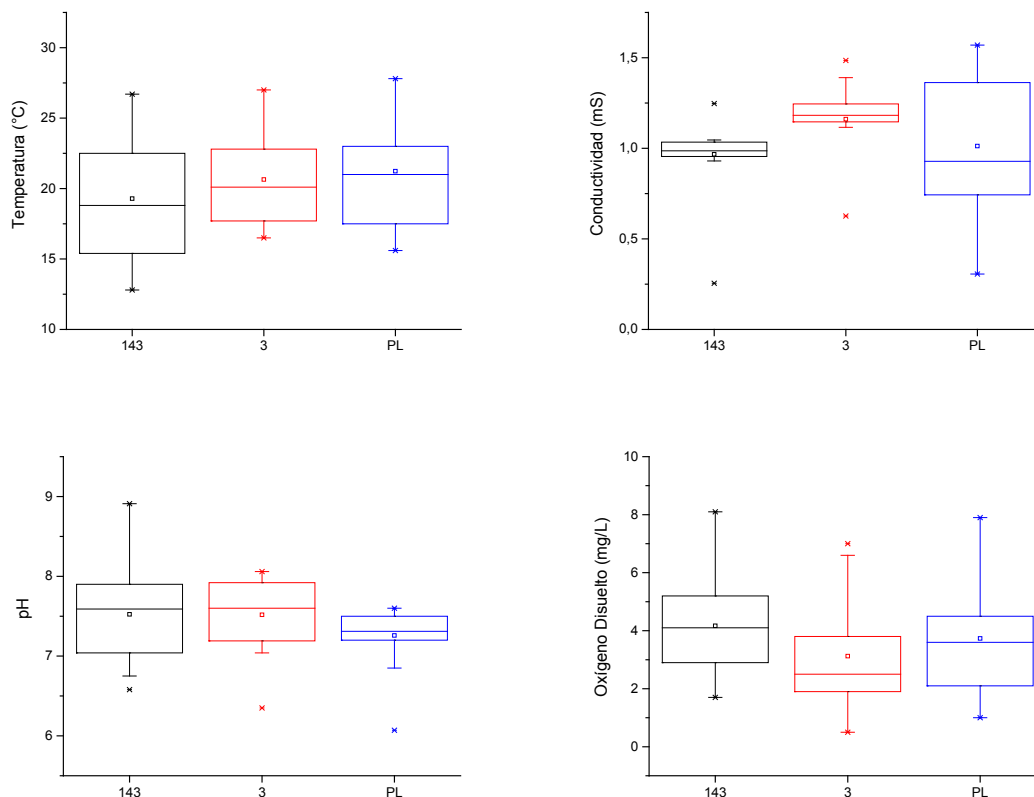 Temperatura (°C)
30
25
20
15
10
143 3 PL
Conductividad (mS)
1,5
1,0
0,5
0,0
143 3 PL
pH
9
8
7
6
143 3 PL
Oxígeno Disuelto (mg/L)
10
8
6
4
2
0
143 3 PL